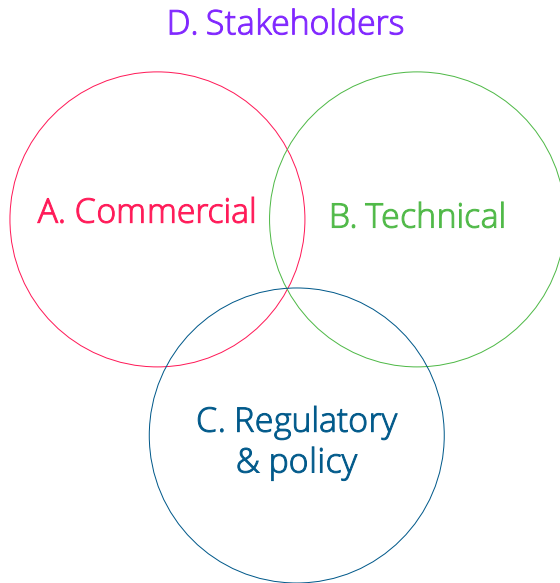 D. Stakeholders
A. Commercial
B. Technical
C. Regulatory
& policy